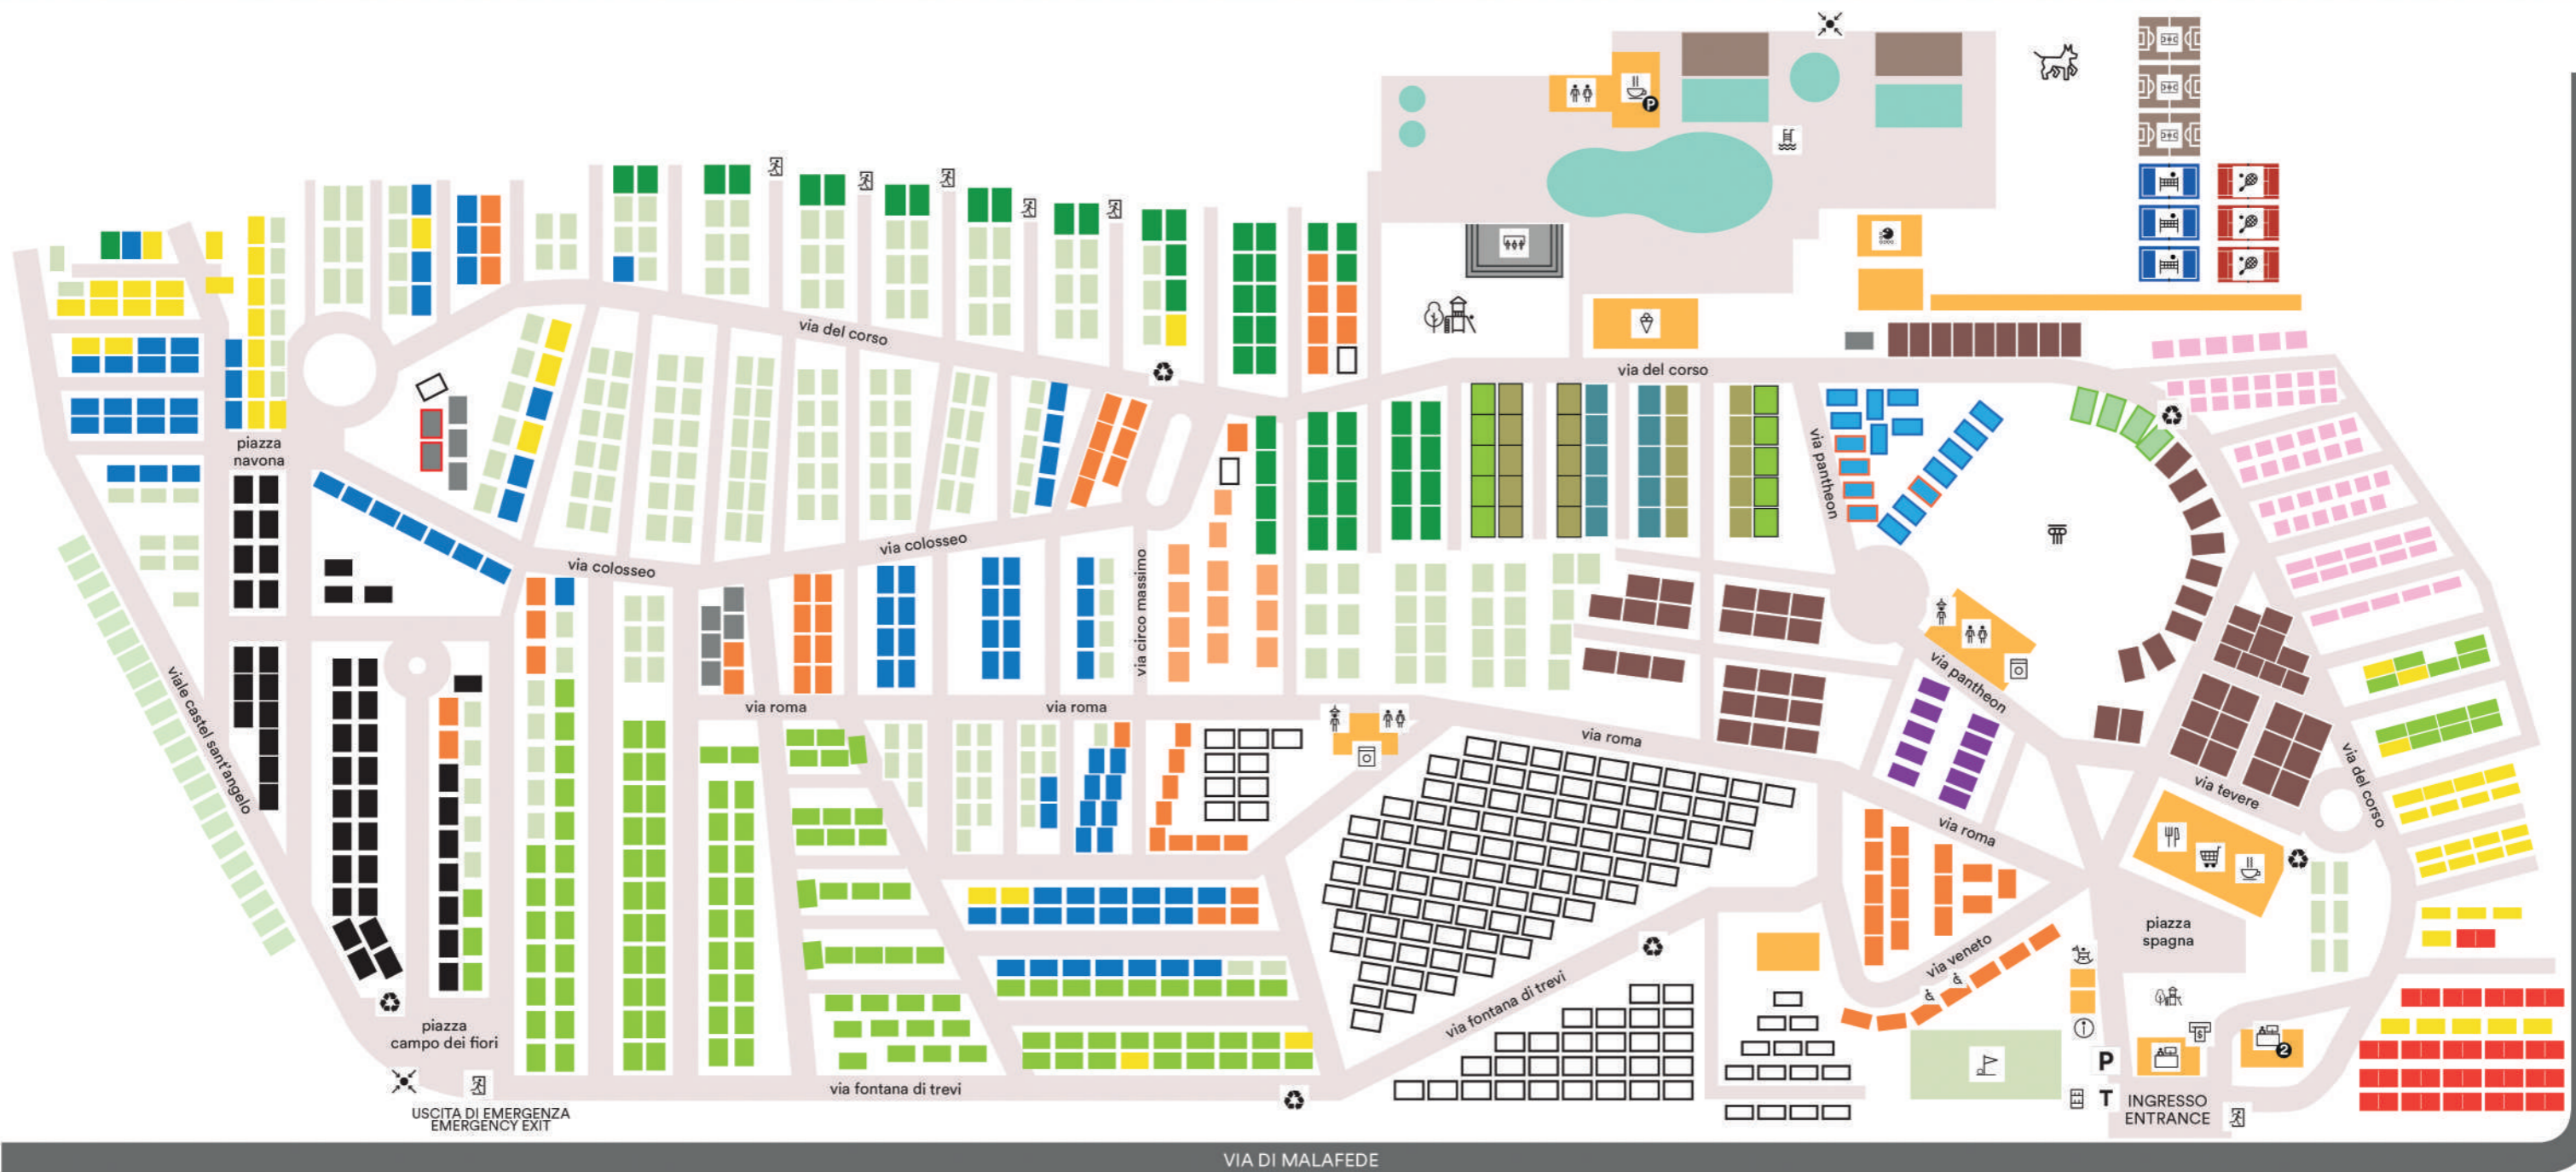 P
via del corso
via del corso
piazza
navona
via pantheon
via colosseo
via colosseo
via circo massimo
viale castel sant'angelo
via roma
via roma
via roma
via pantheon
via tevere
via del corso
via roma
piazza
spagna
via veneto
via fontana di trevi
piazza
campo dei fiori
via fontana di trevi
USCITA DI EMERGENZA
EMERGENCY EXIT
P
2
T
INGRESSO
ENTRANCE
VIA DI MALAFEDE